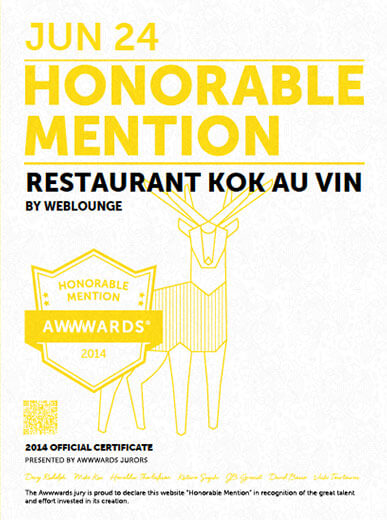 JUN 24
HONORABLE
MENTION
RESTAURANT KOK AU VIN
BY WEBLOUNGE
HONORABLE
MENTION
AWWWARDS®
2014
2014 OFFICIAL CERTIFICATE
PRESENTED BY AWWWARDS JURORS
The Awwwards jury is proud to declare this website "Honorable Mention" in recognition of the great talent
and effort invested in its creation.